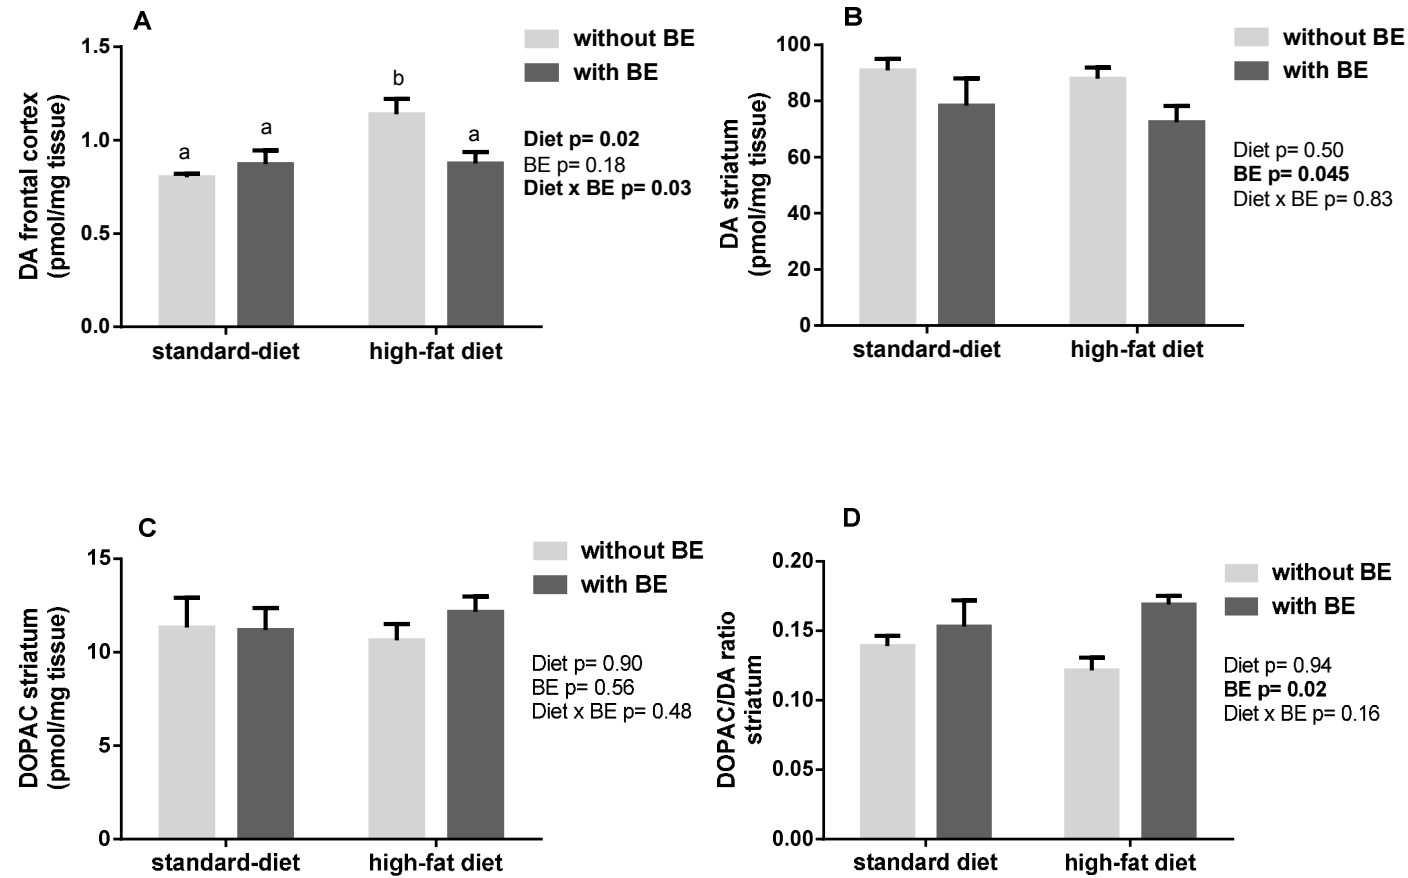 A
DA frontal cortex
(pmol/mg tissue)
1.5
1.0
0.5
0.0
a
a
b
a
standard-diet
high-fat diet
without BE
with BE
Diet p= 0.02
BE p= 0.18
Diet x BE p= 0.03
B
DA striatum
(pmol/mg tissue)
100
80
60
40
20
0
standard-diet
high-fat diet
without BE
with BE
Diet p= 0.50
BE p= 0.045
Diet x BE p= 0.83
C
DOPAC striatum
(pmol/mg tissue)
15
10
5
0
standard-diet
high-fat diet
without BE
with BE
Diet p= 0.90
BE p= 0.56
Diet x BE p= 0.48
D
DOPAC/DA ratio
striatum
0.20
0.15
0.10
0.05
0.00
standard diet
high-fat diet
without BE
with BE
Diet p= 0.94
BE p= 0.02
Diet x BE p= 0.16